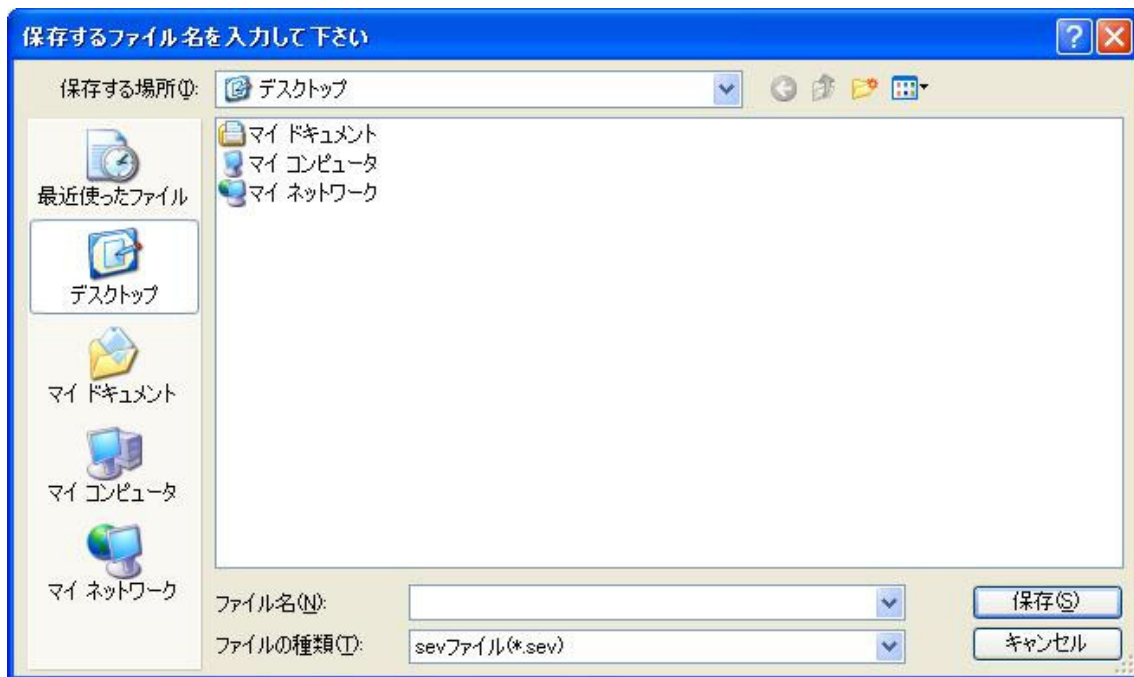 保存するファイル名を入力して下さい
保存する場所(I):
デスクトップ
最近使ったファイル
デスクトップ
マイ ドキュメント
マイ コンピュータ
マイ ネットワーク
マイ ドキュメント
マイ コンピュータ
マイ ネットワーク
ファイル名(N):
保存(S)
ファイルの種類(T):
sevファイル(*.sev)
キャンセル